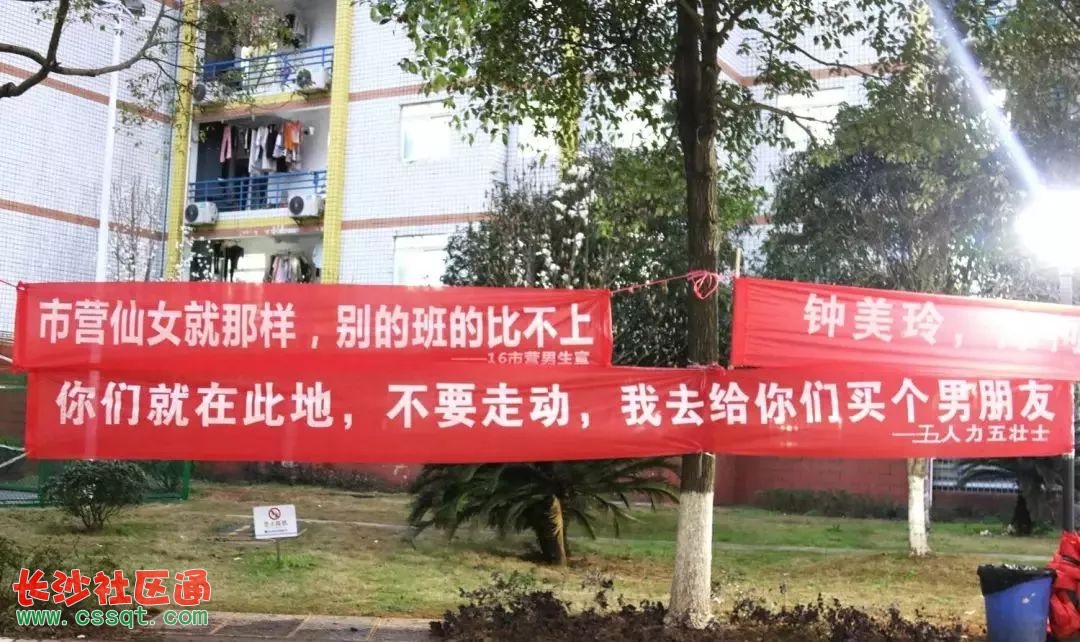 市营仙女就那样，别的班的比不上
——16市营男生宣
钟美玲，
你们就在此地，不要走动，我去给你们买个男朋友
人力五壮士
长沙社区通
www.cssqt.com